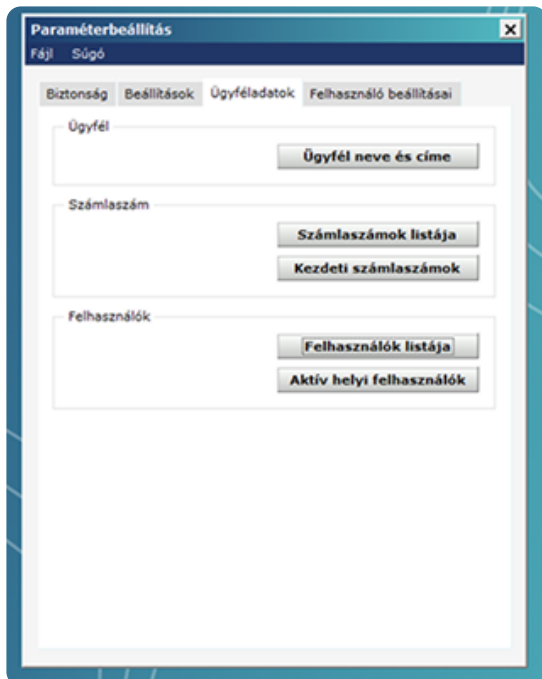 Paraméterbeállítás
Fájl Súgó
Biztonság Beállítások Ügyféladatok Felhasználó beállításai
Ügyfél
Ügyfél neve és címe
Számlaszám
Számlaszámok listája
Kezdeti számlaszámok
Felhasználók
Felhasználók listája
Aktív helyi felhasználók